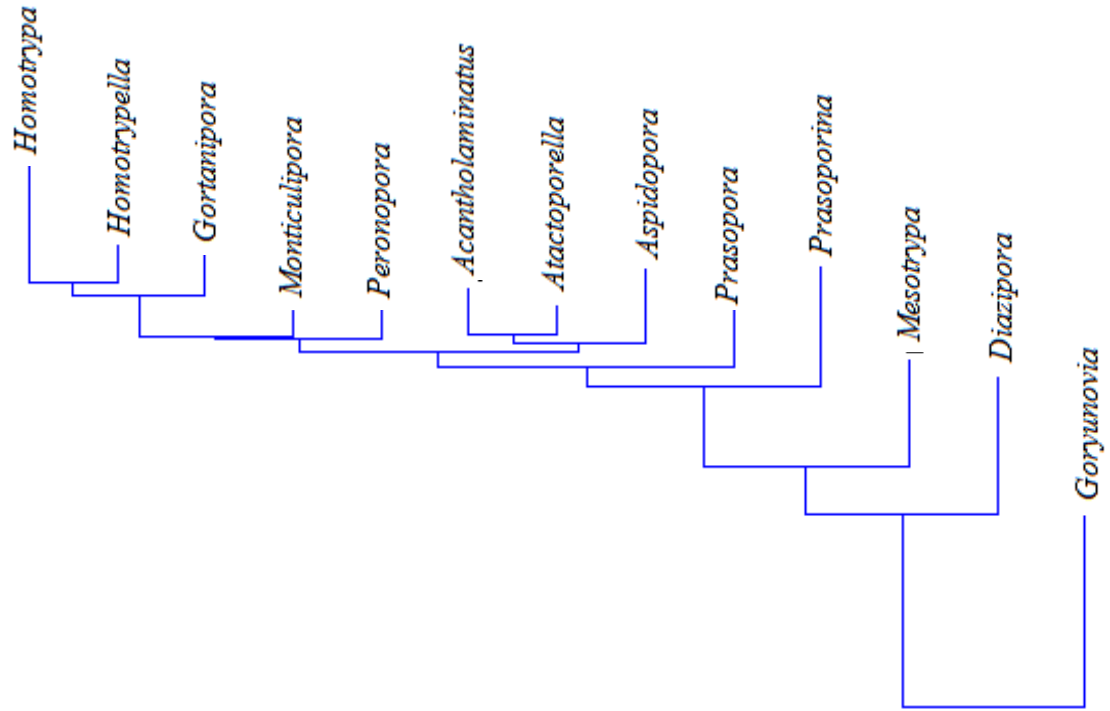 Homotrypa
Homotrypella
Gortanipora
Monticulipora
Peronopora
Acantholaminatus
Atactoporella
Aspidopora
Prasopora
Prasoporina
Mesotrypa
Diazipora
Goryunovia